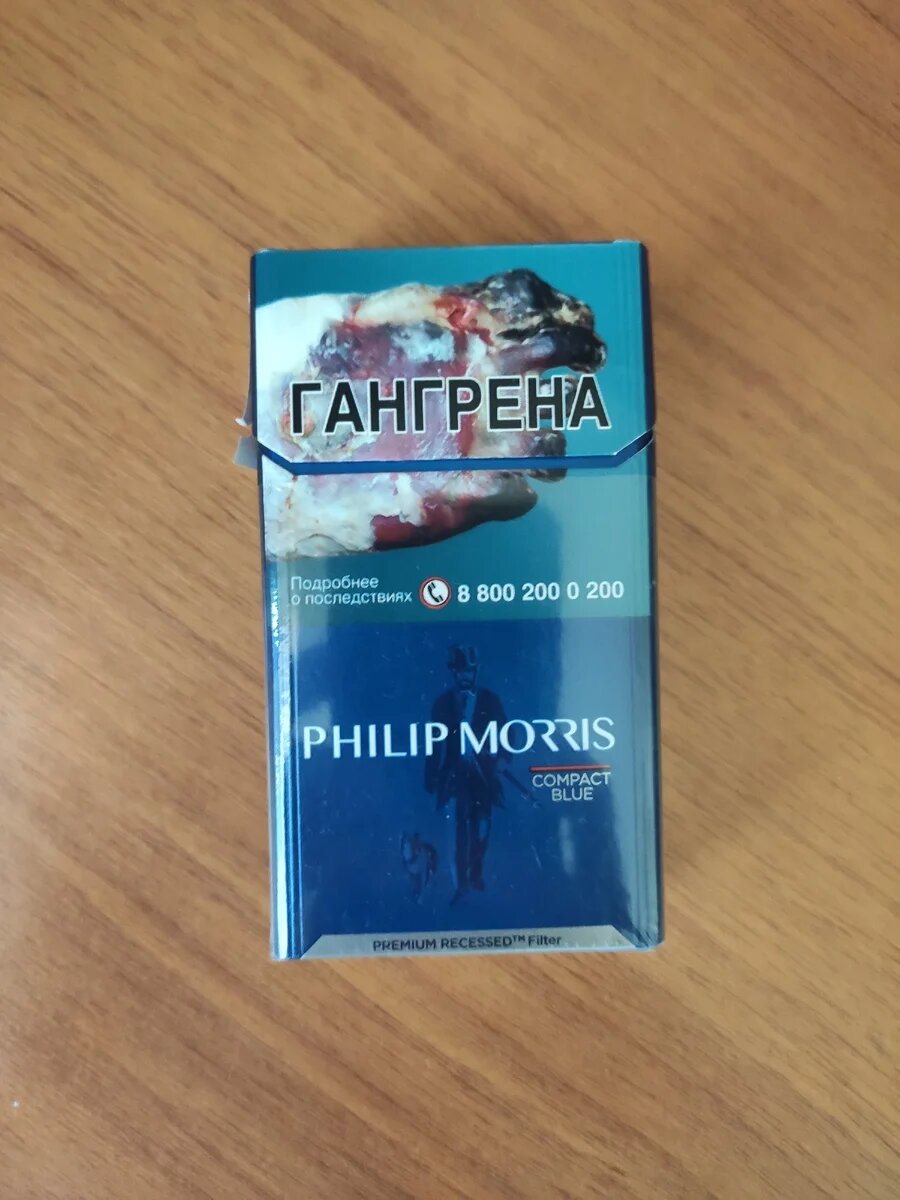 ГАНГРЕНА
Подробнее
о последствиях 8 800 200 0 200
PHILIP MORRIS
COMPACT
BLUE
PREMIUM RECESSED™ Filter